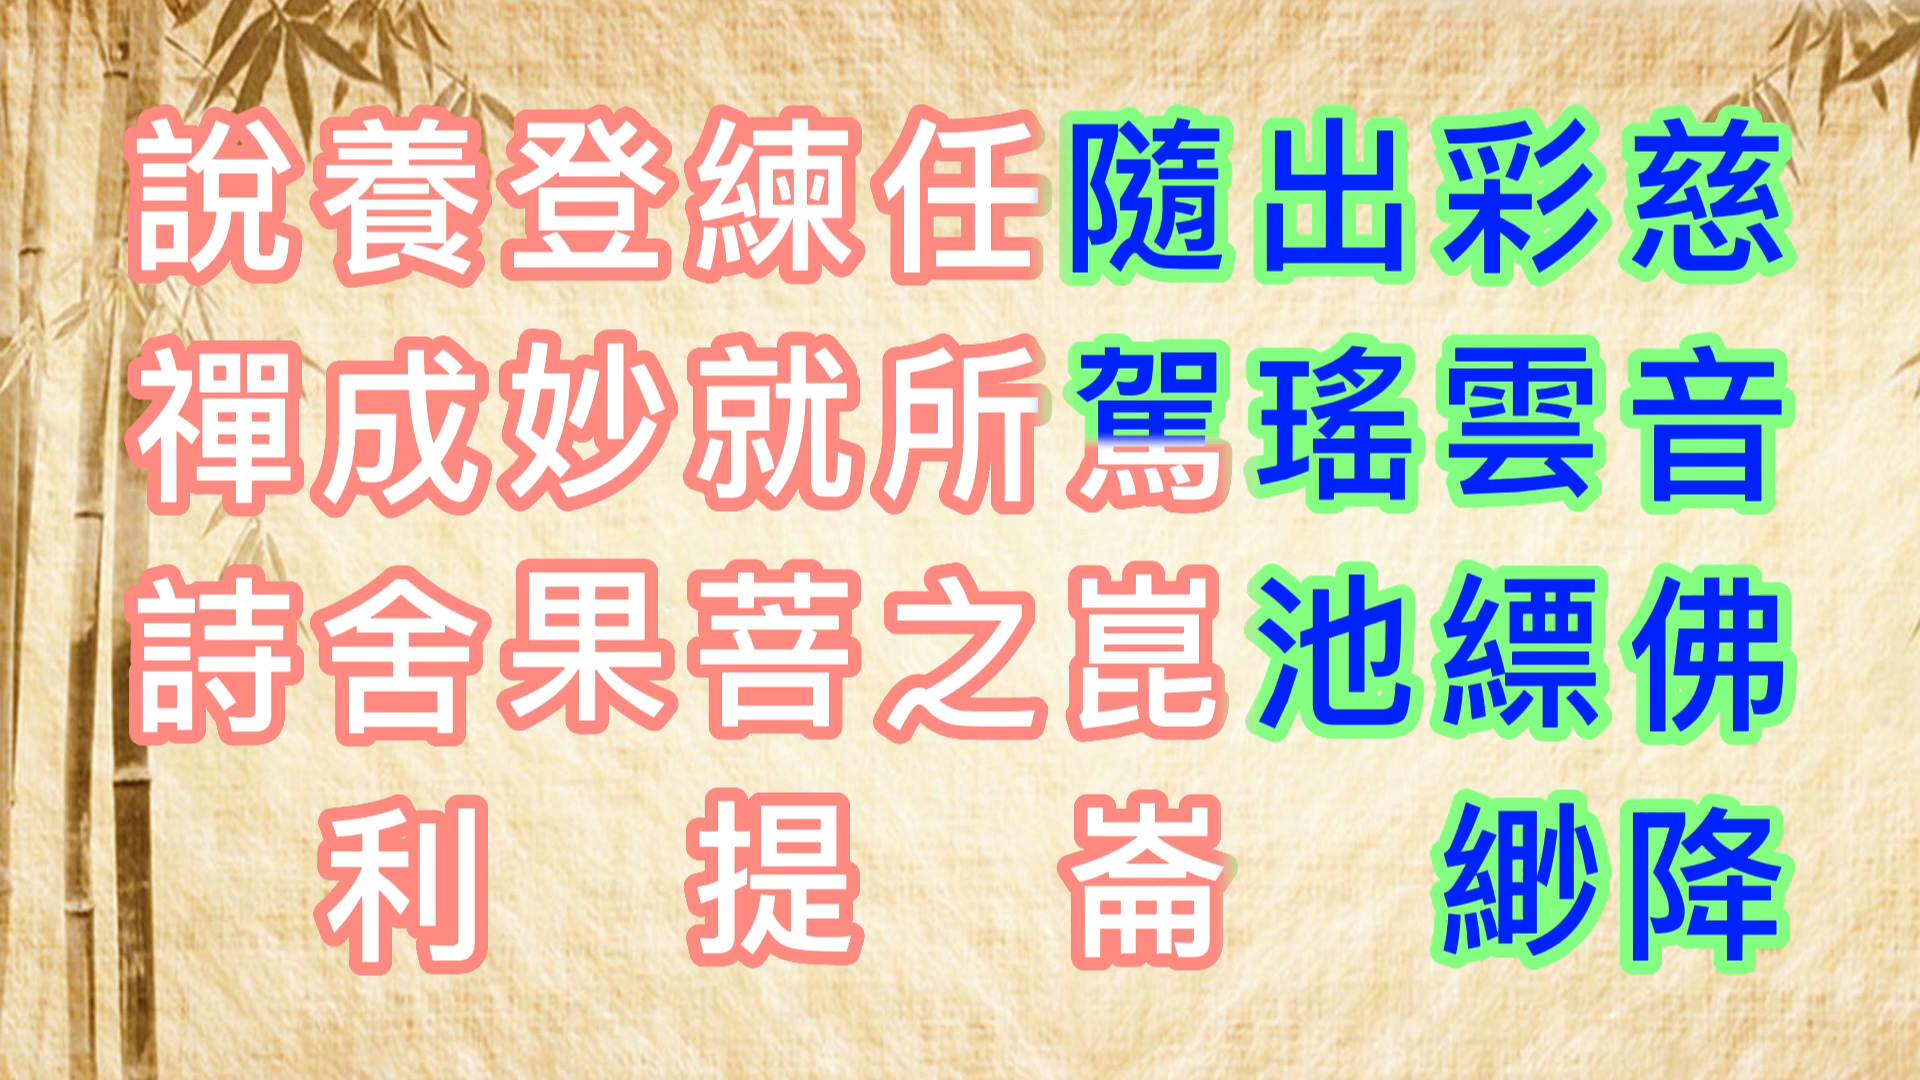 慈音佛降
彩雲縹緲
出瑤池
隨駕崑崙
任所之
練就菩提
登妙果
養成舍利
說禪詩